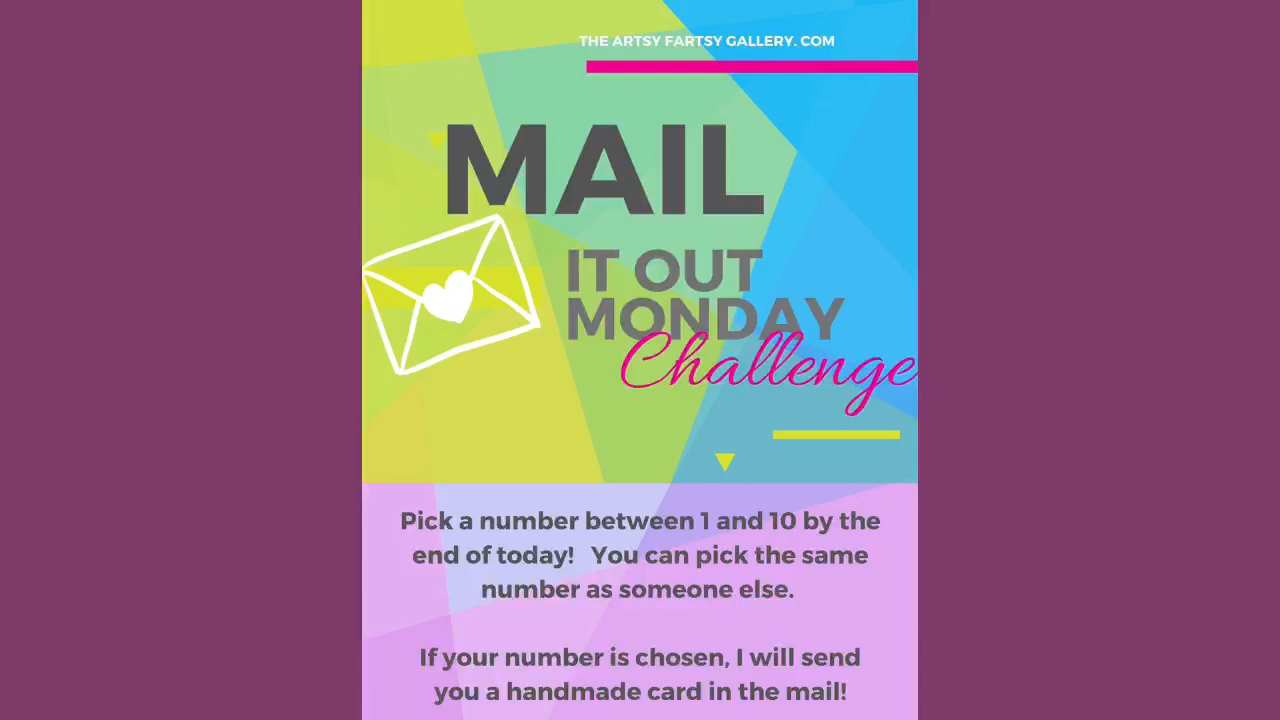 THE ARTSY FARTSY GALLERY. COM
MAIL
IT OUT
MONDAY
Challenge
Pick a number between 1 and 10 by the
end of today! You can pick the same
number as someone else.
If your number is chosen, I will send
you a handmade card in the mail!